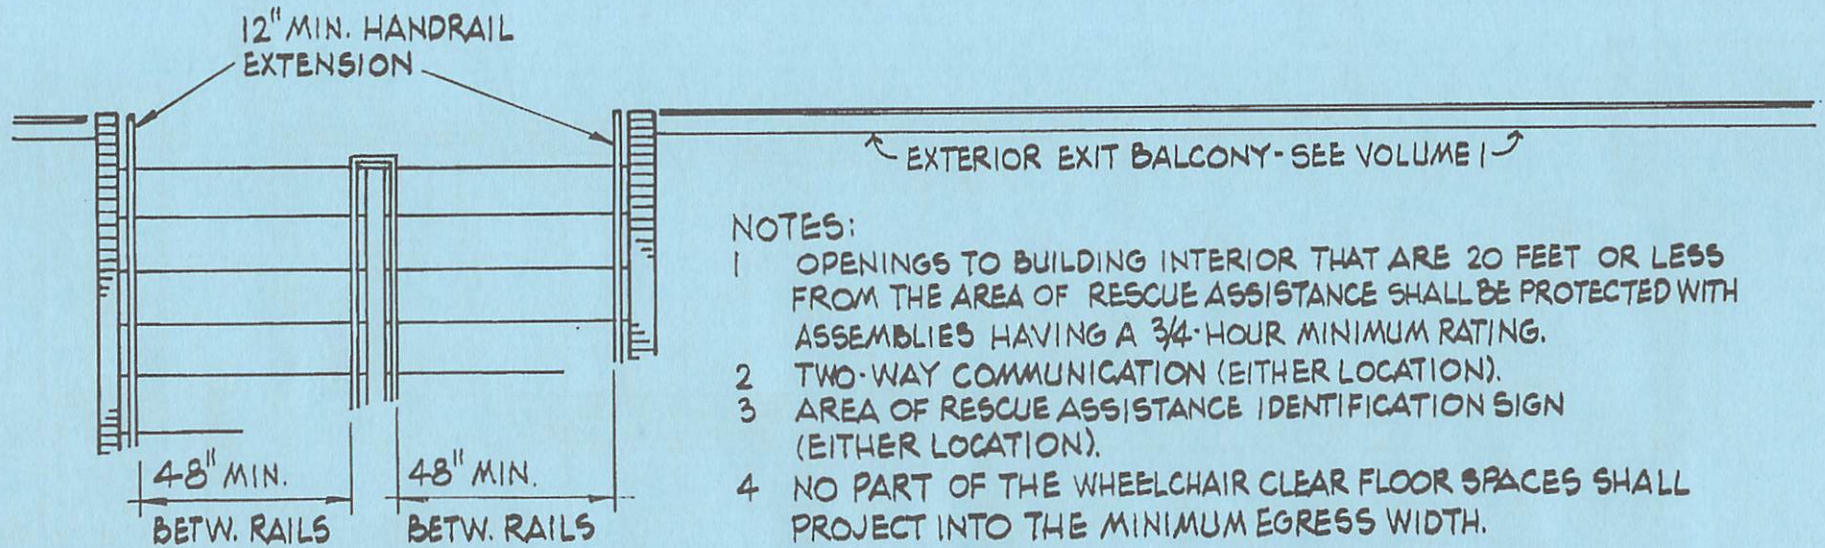 12" MIN. HANDRAIL
EXTENSION
EXTERIOR EXIT BALCONY-SEE VOLUME 1
NOTES:
1 OPENINGS TO BUILDING INTERIOR THAT ARE 20 FEET OR LESS
FROM THE AREA OF RESCUE ASSISTANCE SHALL BE PROTECTED WITH
ASSEMBLIES HAVING A 3/4-HOUR MINIMUM RATING.
2 TWO-WAY COMMUNICATION (EITHER LOCATION).
3 AREA OF RESCUE ASSISTANCE IDENTIFICATION SIGN
(EITHER LOCATION).
4 NO PART OF THE WHEELCHAIR CLEAR FLOOR SPACES SHALL
PROJECT INTO THE MINIMUM EGRESS WIDTH.
48" MIN.
BETW. RAILS
48" MIN.
BETW. RAILS